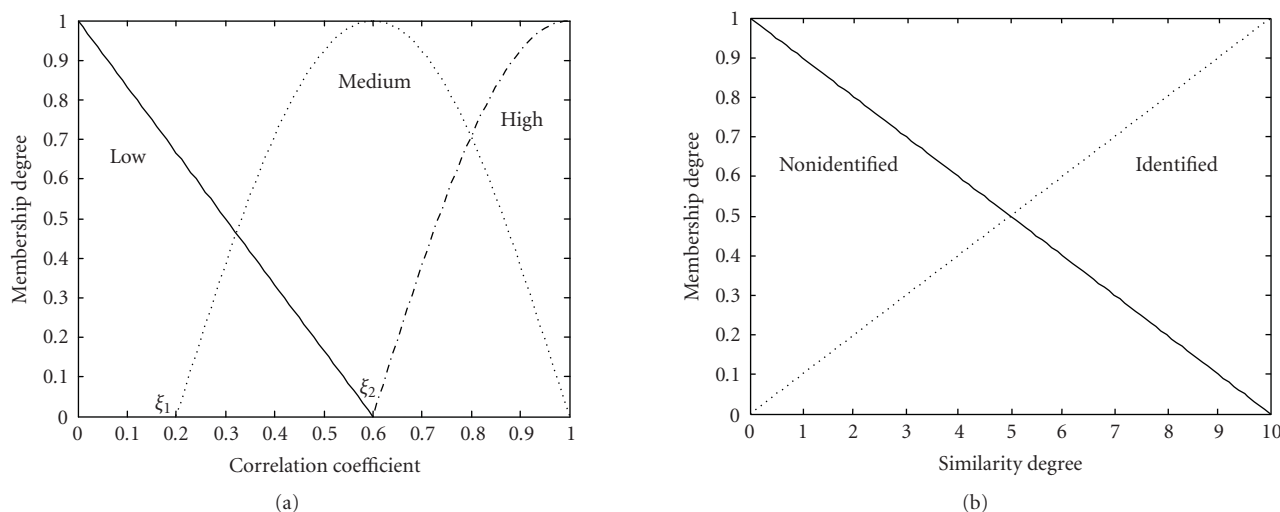 1
0.9
0.8
0.7
0.6
0.5
0.4
0.3
0.2
0.1
0
Membership degree
Low
Medium
High
ξ1
ξ2
0 0.1 0.2 0.3 0.4 0.5 0.6 0.7 0.8 0.9 1
Correlation coefficient
(a)
1
0.9
0.8
0.7
0.6
0.5
0.4
0.3
0.2
0.1
0
Membership degree
Nonidentified
Identified
0 1 2 3 4 5 6 7 8 9 10
Similarity degree
(b)